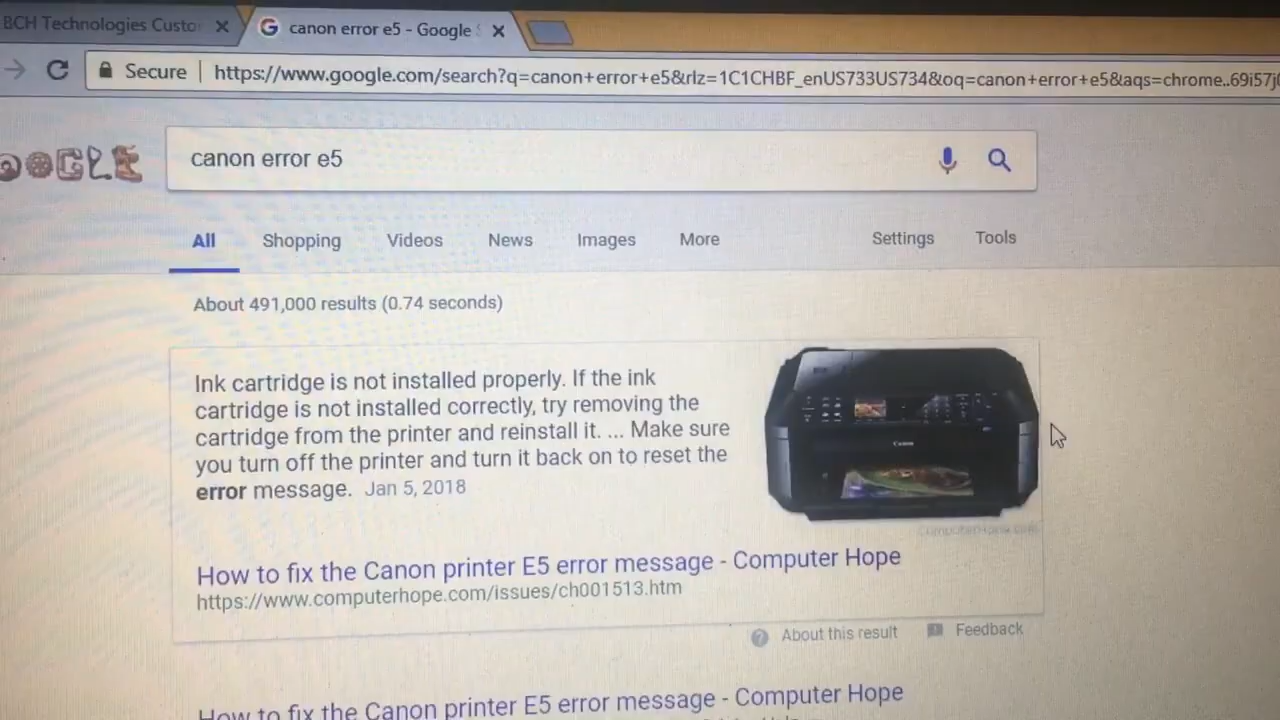 BCH Technologies Custo
canon error e5 - Google S
Secure | https://www.google.com/search?q=canon+error+e5&rlz=1C1CHBF_enUS733US734&oq=canon+error+e5&aqs=chrome..69i57j0
OOGLE
canon error e5
All Shopping Videos News Images More Settings Tools
About 491,000 results (0.74 seconds)
Ink cartridge is not installed properly. If the ink
cartridge is not installed correctly, try removing the
cartridge from the printer and reinstall it. ... Make sure
you turn off the printer and turn it back on to reset the
error message. Jan 5, 2018
Canon
ComputerHope.com
How to fix the Canon printer E5 error message - Computer Hope
https://www.computerhope.com/issues/ch001513.htm
About this result Feedback
How to fix the Canon printer E5 error message - Computer Hope